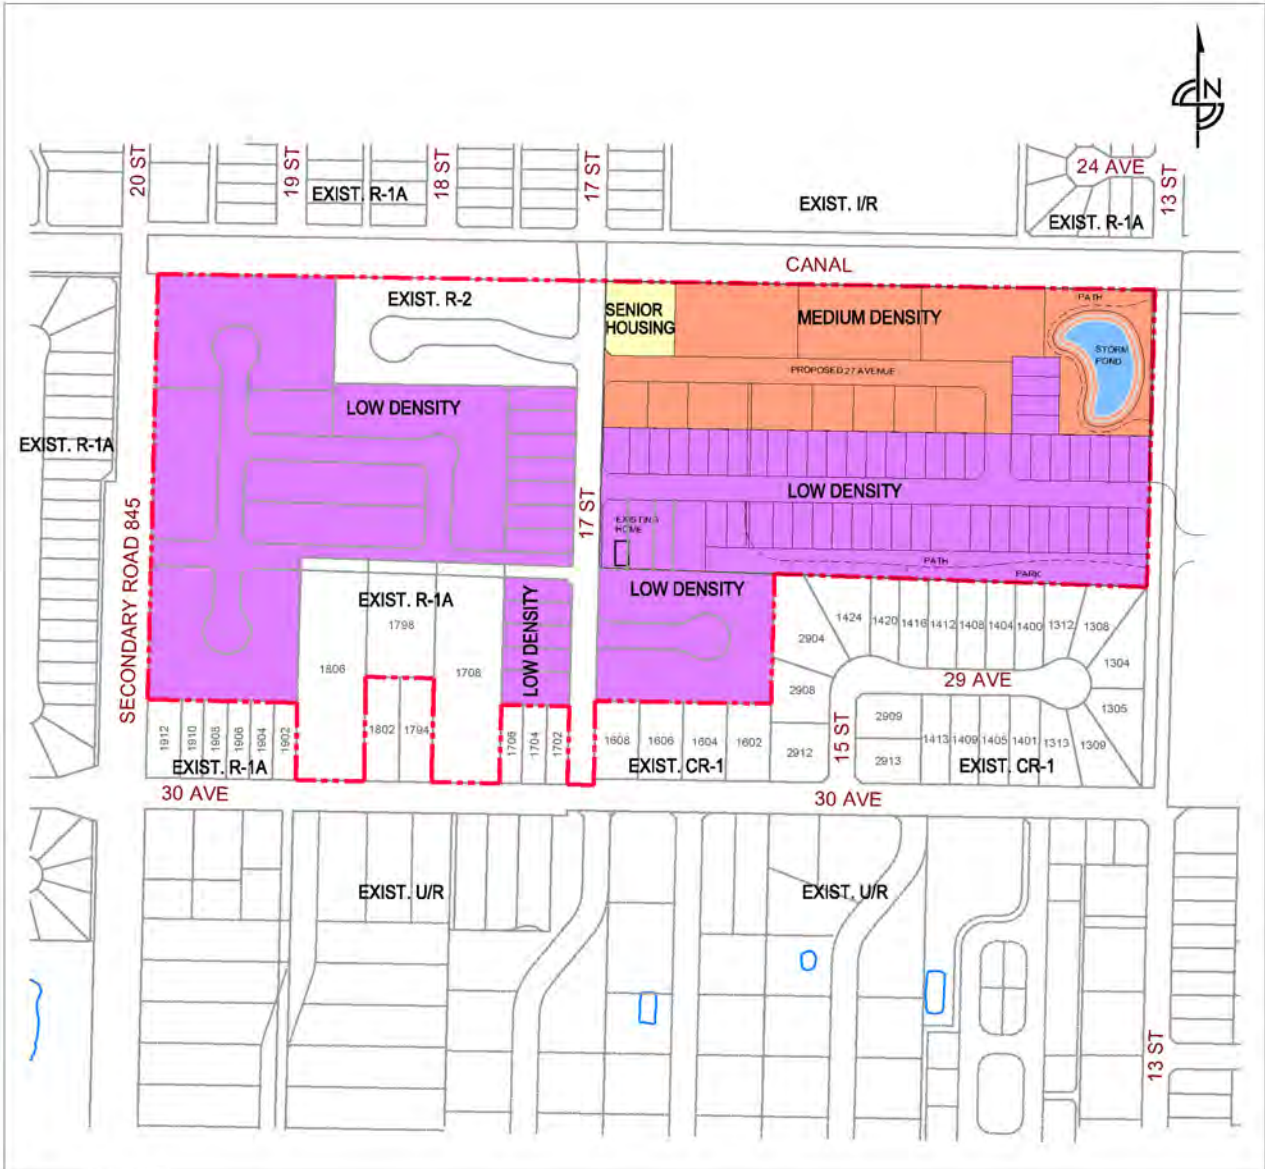 N
20 ST
19 ST
18 ST
17 ST
24 AVE
13 ST
EXIST. R-1A
EXIST. I/R
EXIST. R-1A
CANAL
EXIST. R-2
SENIOR
HOUSING
MEDIUM DENSITY
PATH
STORM
POND
PROPOSED 27 AVENUE
LOW DENSITY
EXIST. R-1A
LOW DENSITY
SECONDARY ROAD 845
17 ST
EXISTING
HOME
PATH
PARK
LOW DENSITY
EXIST. R-1A
LOW DENSITY
1798
1806
1708
1802
1794
2904
1424
1420
1416
1412
1408
1404
1400
1312
1308
1304
2908
29 AVE
1305
1912
1910
1908
1906
1904
1902
1706
1704
1702
1608
1606
1604
1602
2912
15 ST
2909
2913
1413
1409
1405
1401
1313
1309
EXIST. R-1A
EXIST. CR-1
EXIST. CR-1
30 AVE
30 AVE
EXIST. U/R
EXIST. U/R
13 ST